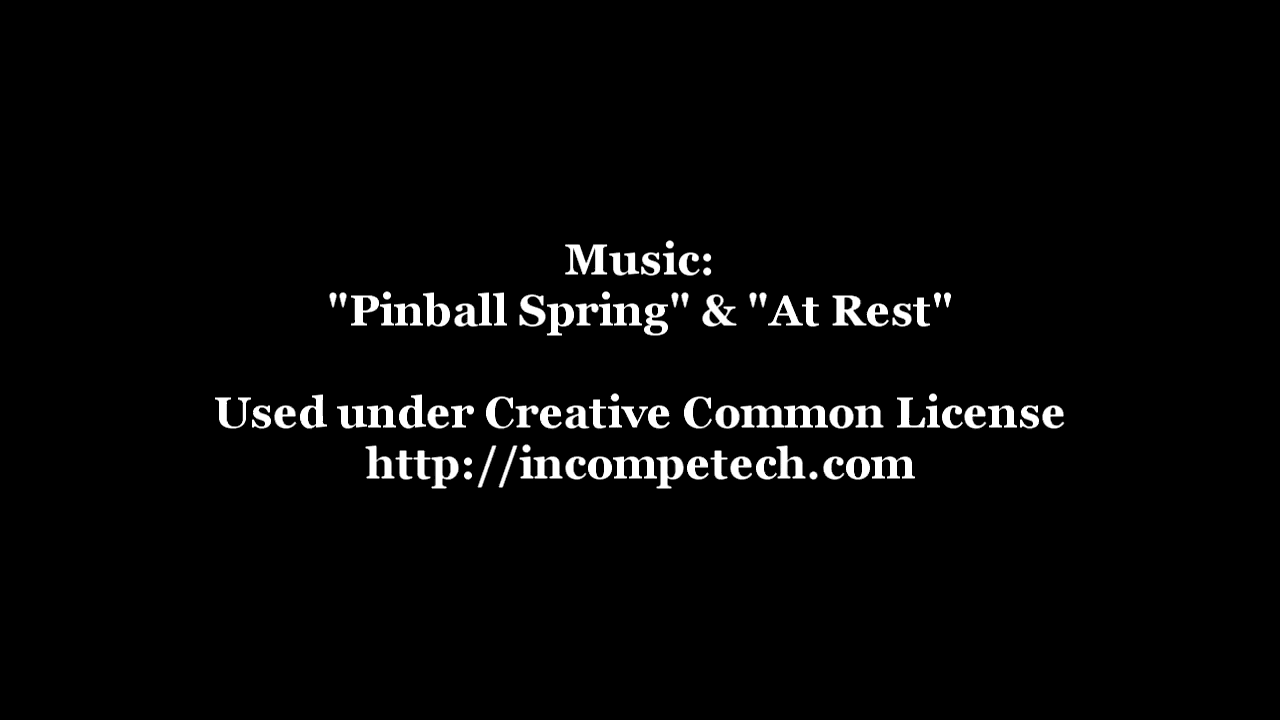 Music:
"Pinball Spring" & "At Rest"
Used under Creative Common License
http://incompetech.com